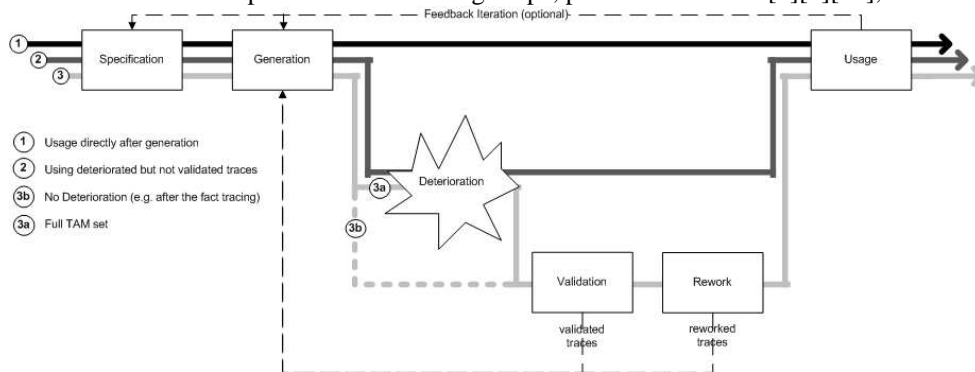 Feedback Iteration (optional)
1
2
3
Specification
Generation
Usage
1 Usage directly after generation
2 Using deteriorated but not validated traces
3b No Deterioration (e.g. after the fact tracing)
3a Full TAM set
3a
Deterioration
3b
Validation
Rework
validated
traces
reworked
traces